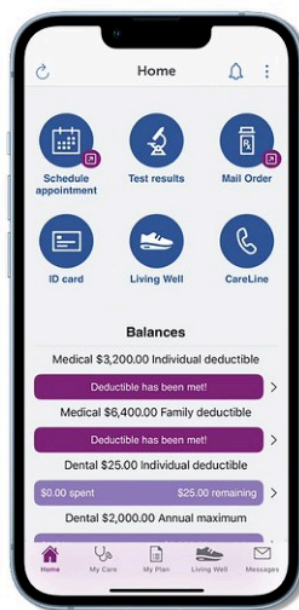 Home
Schedule
appointment
Test results
Mail Order
Rx
ID card
Living Well
CareLine
Balances
Medical $3,200.00 Individual deductible
Deductible has been met!
Medical $6,400.00 Family deductible
Deductible has been met!
Dental $25.00 Individual deductible
$0.00 spent $25.00 remaining
Dental $2,000.00 Annual maximum
Home My Care My Plan Living Well Messages